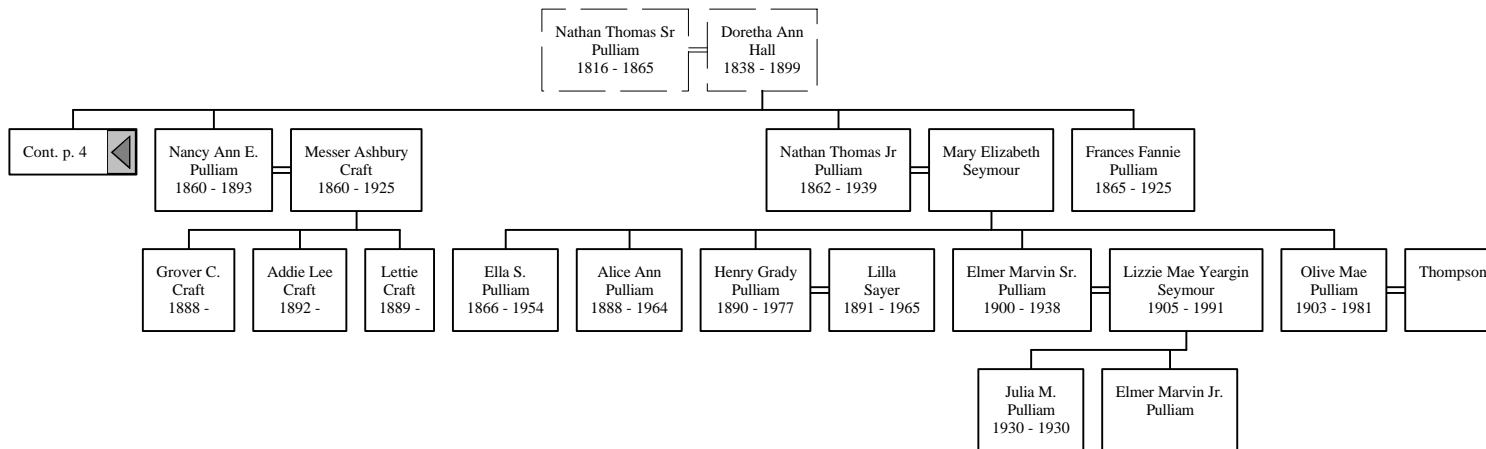 Nathan Thomas Sr
Pulliam
1816 - 1865
Doretha Ann
Hall
1838 - 1899
Cont. p. 4
Nancy Ann E.
Pulliam
1860 - 1893
Messer Ashbury
Craft
1860 - 1925
Nathan Thomas Jr
Pulliam
1862 - 1939
Mary Elizabeth
Seymour
Frances Fannie
Pulliam
1865 - 1925
Grover C.
Craft
1888 -
Addie Lee
Craft
1892 -
Lettie
Craft
1889 -
Ella S.
Pulliam
1866 - 1954
Alice Ann
Pulliam
1888 - 1964
Henry Grady
Pulliam
1890 - 1977
Lilla
Sayer
1891 - 1965
Elmer Marvin Sr.
Pulliam
1900 - 1938
Lizzie Mae Yeargin
Seymour
1905 - 1991
Olive Mae
Pulliam
1903 - 1981
Thompson
Julia M.
Pulliam
1930 - 1930
Elmer Marvin Jr.
Pulliam